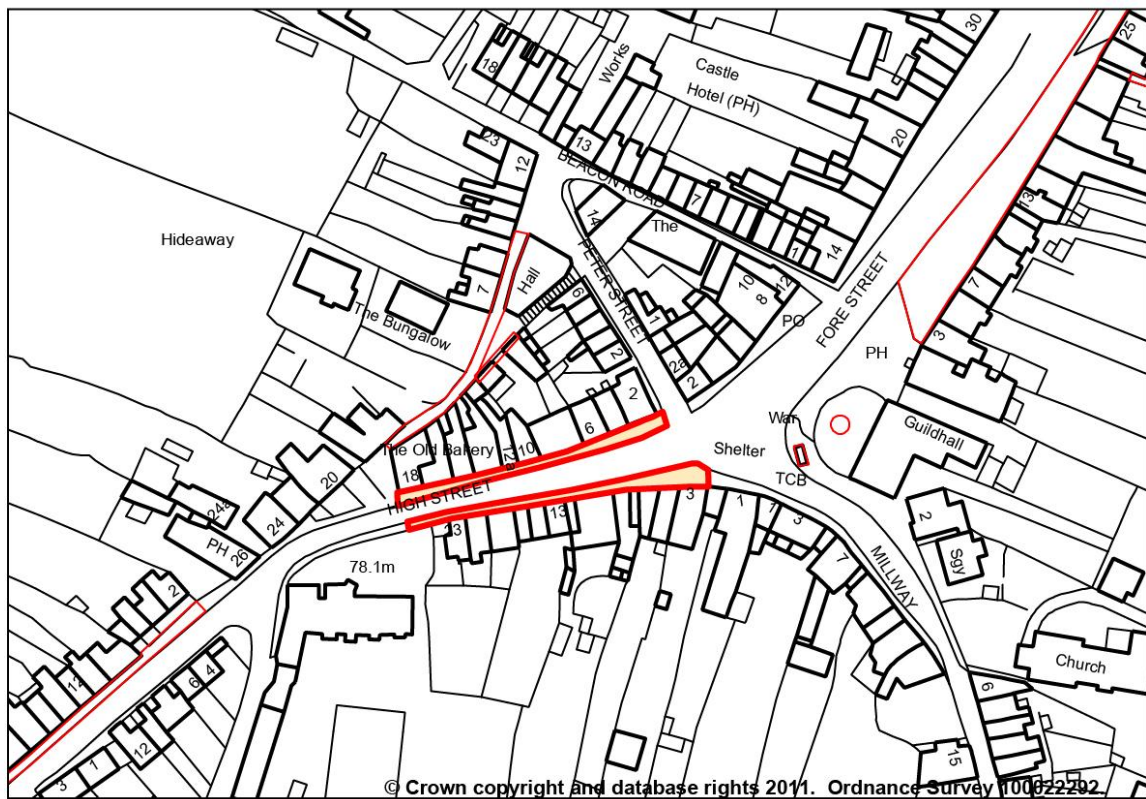 30
25
18
Works
Castle
Hotel (PH)
20
13
23
12
BEACON ROAD
7
13
14
The
1
14
Hideaway
PETER STREET
10
8
12
7
Hall
6
7
FORE STREET
The Bungalow
1
PO
3
PH
2
2a
2
2
War
Guildhall
6
Shelter
The Old Bakery
12a
10
18
TCB
20
HIGH STREET
3
1
1
3
2
24a
24
13
23
7
Sgy
PH
26
78.1m
MILLWAY
2
Church
12
6
4
6
12
1
3
15
© Crown copyright and database rights 2011. Ordnance Survey 100022292.